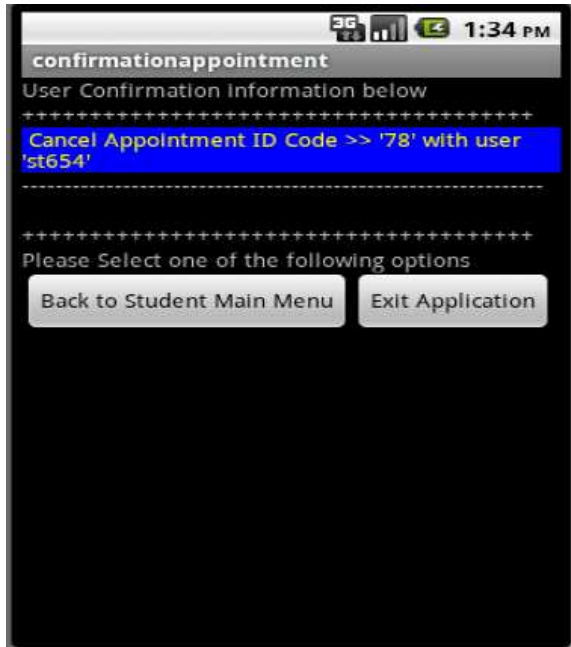 3G 1:34 PM
confirmationappointment
User Confirmation information below
++++++++++++++++++++++++++++++++++++++
Cancel Appointment ID Code >> '78' with user
'st654'
----------------------------------------------------------------
++++++++++++++++++++++++++++++++++++++
Please Select one of the following options
Back to Student Main Menu Exit Application